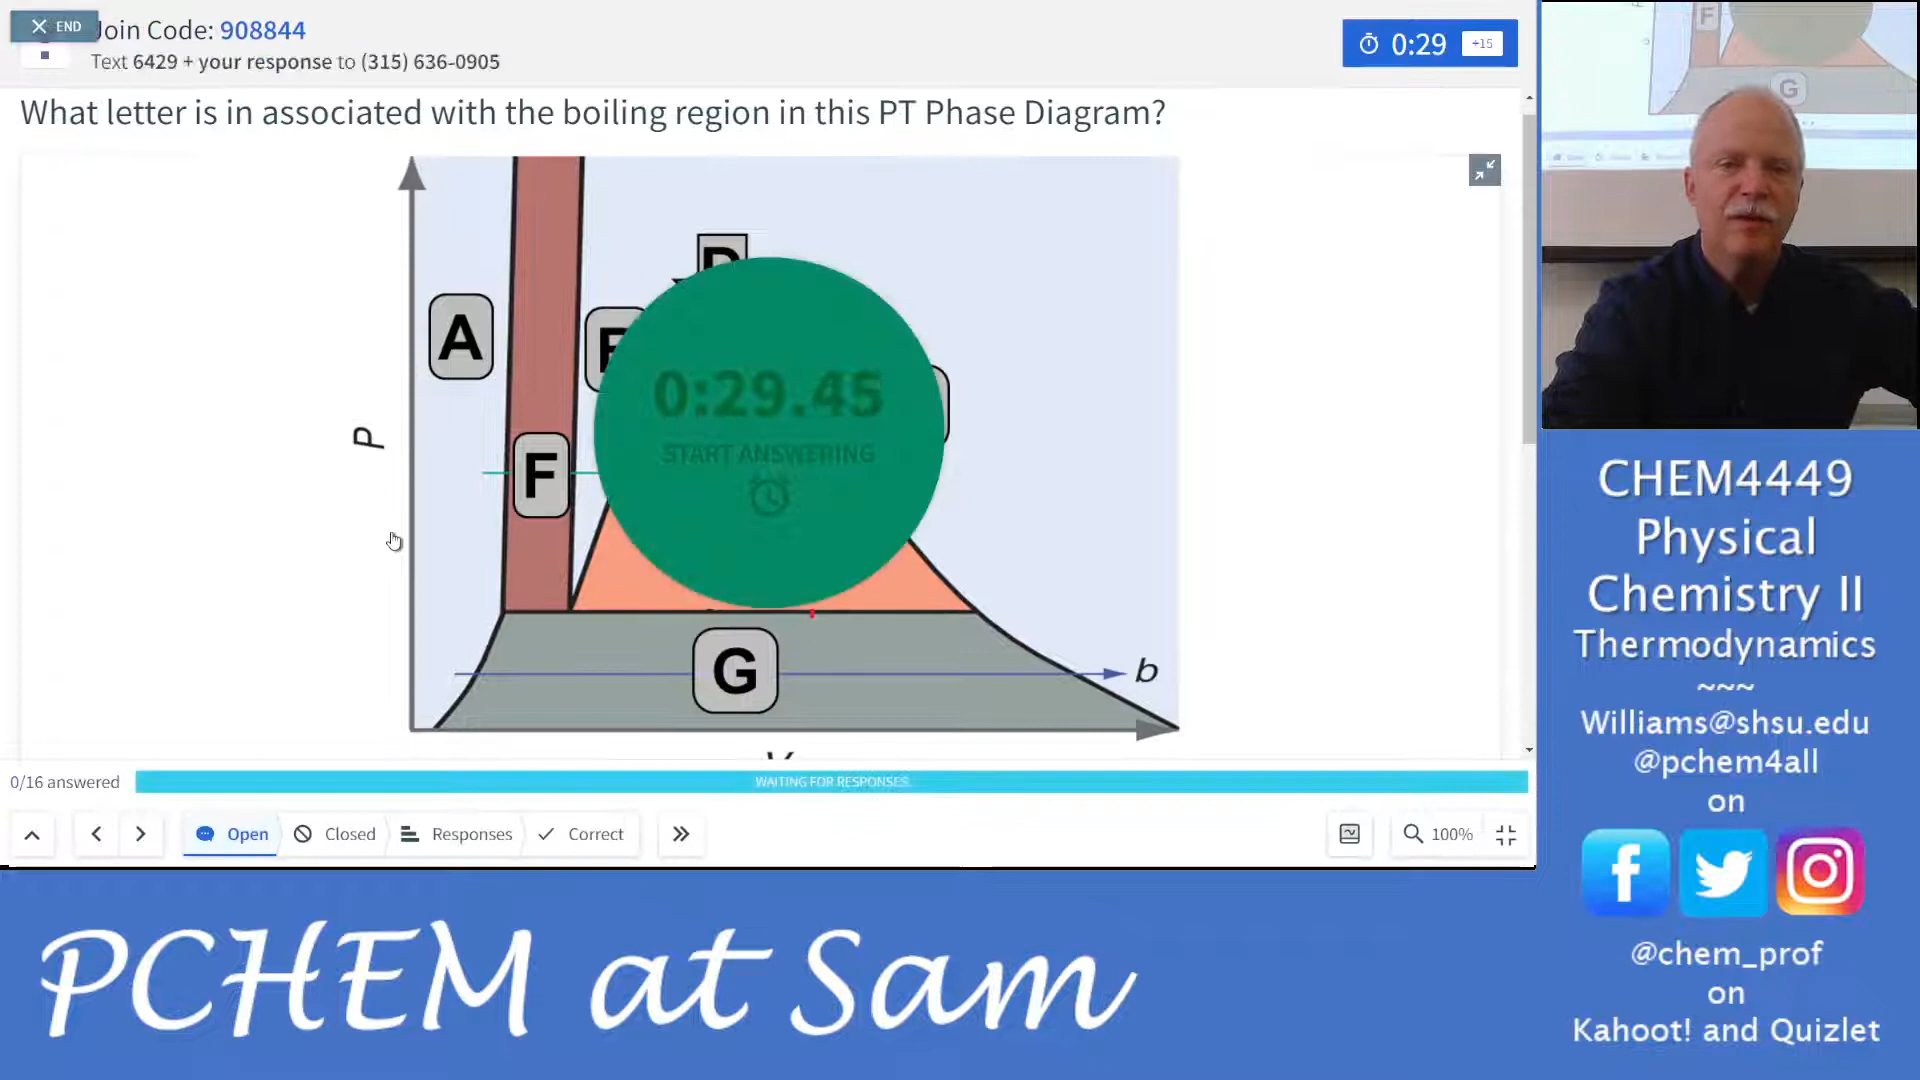 END
Join Code: 908844
Text 6429 + your response to (315) 636-0905
0:29
+15
What letter is in associated with the boiling region in this PT Phase Diagram?
D
A
F
P
0:29.45
START ANSWERING
G
b
F
G
0/16 answered
WAITING FOR RESPONSES
Open
Closed
Responses
Correct
100%
CHEM4449
Physical
Chemistry II
Thermodynamics
~~~
Williams@shsu.edu
@pchem4all
on
@chem_prof
on
Kahoot! and Quizlet
PCHEM at Sam